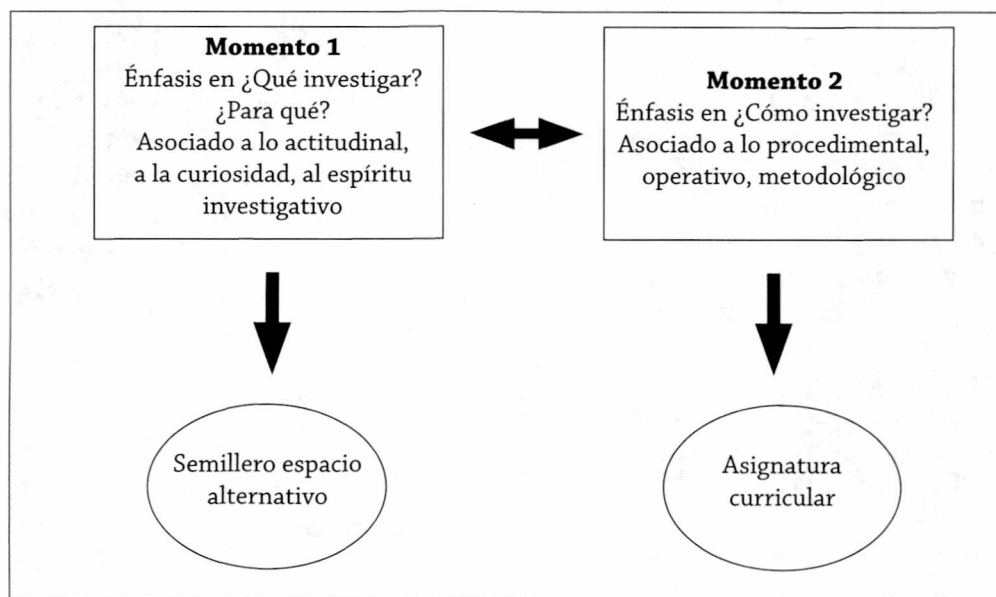 Momento 1
Énfasis en ¿Qué investigar?
¿Para qué?
Asociado a lo actitudinal,
a la curiosidad, al espíritu
investigativo
Momento 2
Énfasis en ¿Cómo investigar?
Asociado a lo procedimental,
operativo, metodológico
Semillero espacio
alternativo
Asignatura
curricular